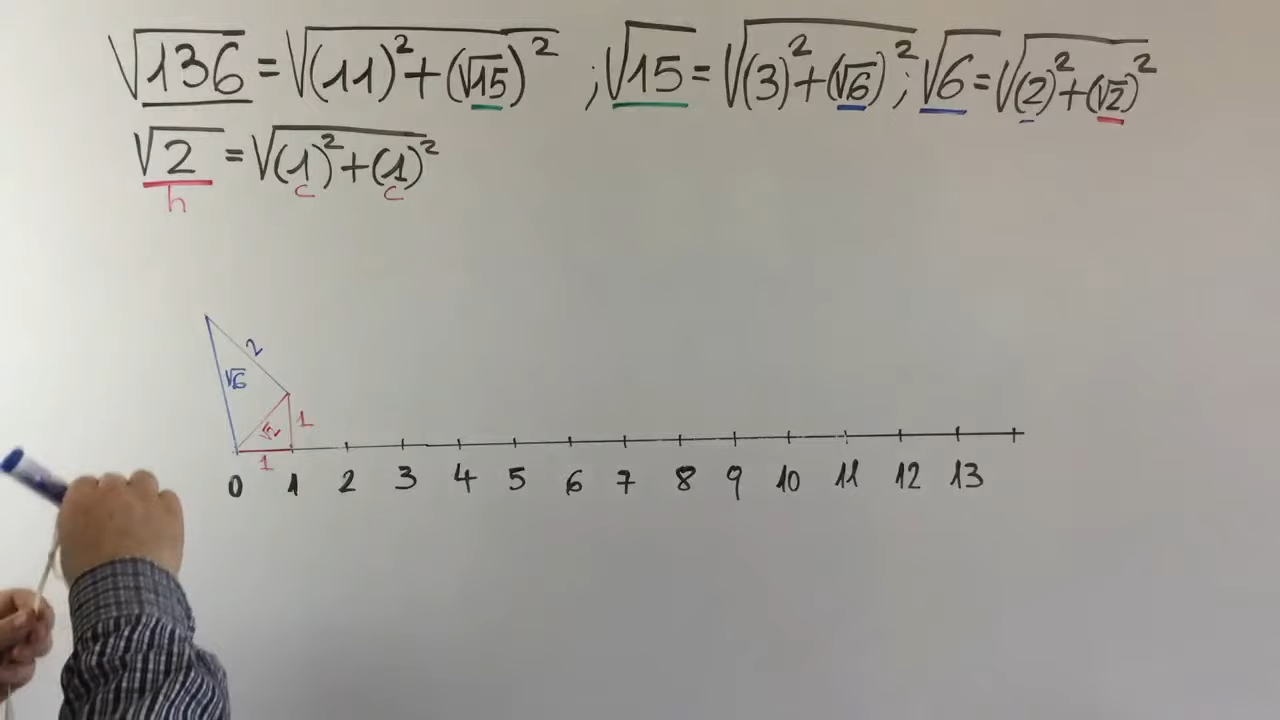 √136 = √(11)²+(√15)² ; √15 = √(3)²+(√6)² ; √6 = √(2)²+(√2)²
√2 = √(1)²+(1)²
h c c
2
√6
1
√2
1
0 1 2 3 4 5 6 7 8 9 10 11 12 13